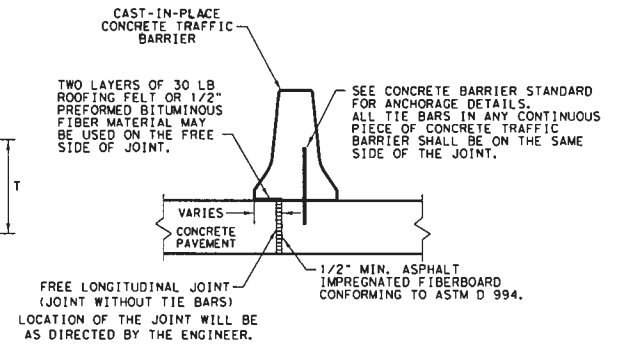 CAST-IN-PLACE
CONCRETE TRAFFIC
BARRIER
TWO LAYERS OF 30 LB
ROOFING FELT OR 1/2"
PREFORMED BITUMINOUS
FIBER MATERIAL MAY
BE USED ON THE FREE
SIDE OF JOINT.
SEE CONCRETE BARRIER STANDARD
FOR ANCHORAGE DETAILS.
ALL TIE BARS IN ANY CONTINUOUS
PIECE OF CONCRETE TRAFFIC
BARRIER SHALL BE ON THE SAME
SIDE OF THE JOINT.
T
VARIES
CONCRETE
PAVEMENT
1/2" MIN. ASPHALT
IMPREGNATED FIBERBOARD
CONFORMING TO ASTM D 994.
FREE LONGITUDINAL JOINT
(JOINT WITHOUT TIE BARS)
LOCATION OF THE JOINT WILL BE
AS DIRECTED BY THE ENGINEER.